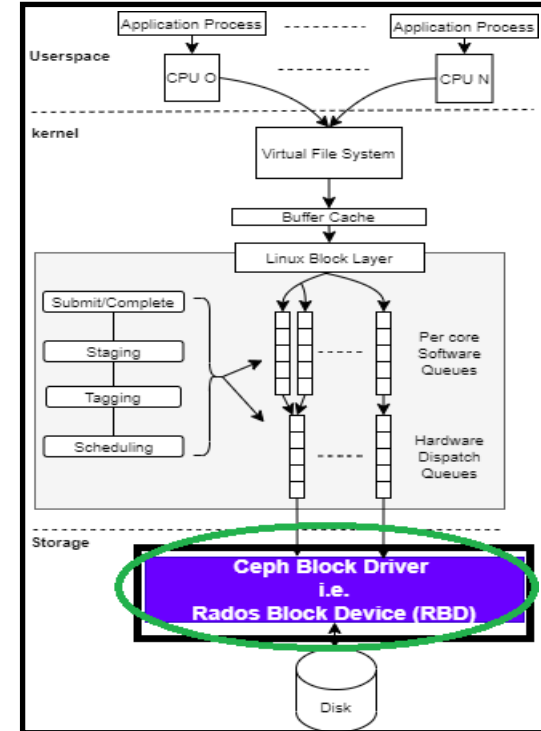 Application Process
Application Process
Userspace
CPU O
CPU N
kernel
Virtual File System
Buffer Cache
Linux Block Layer
Submit/Complete
Staging
Tagging
Scheduling
Per core
Software
Queues
Hardware
Dispatch
Queues
Storage
Ceph Block Driver
i.e.
Rados Block Device (RBD)
Disk